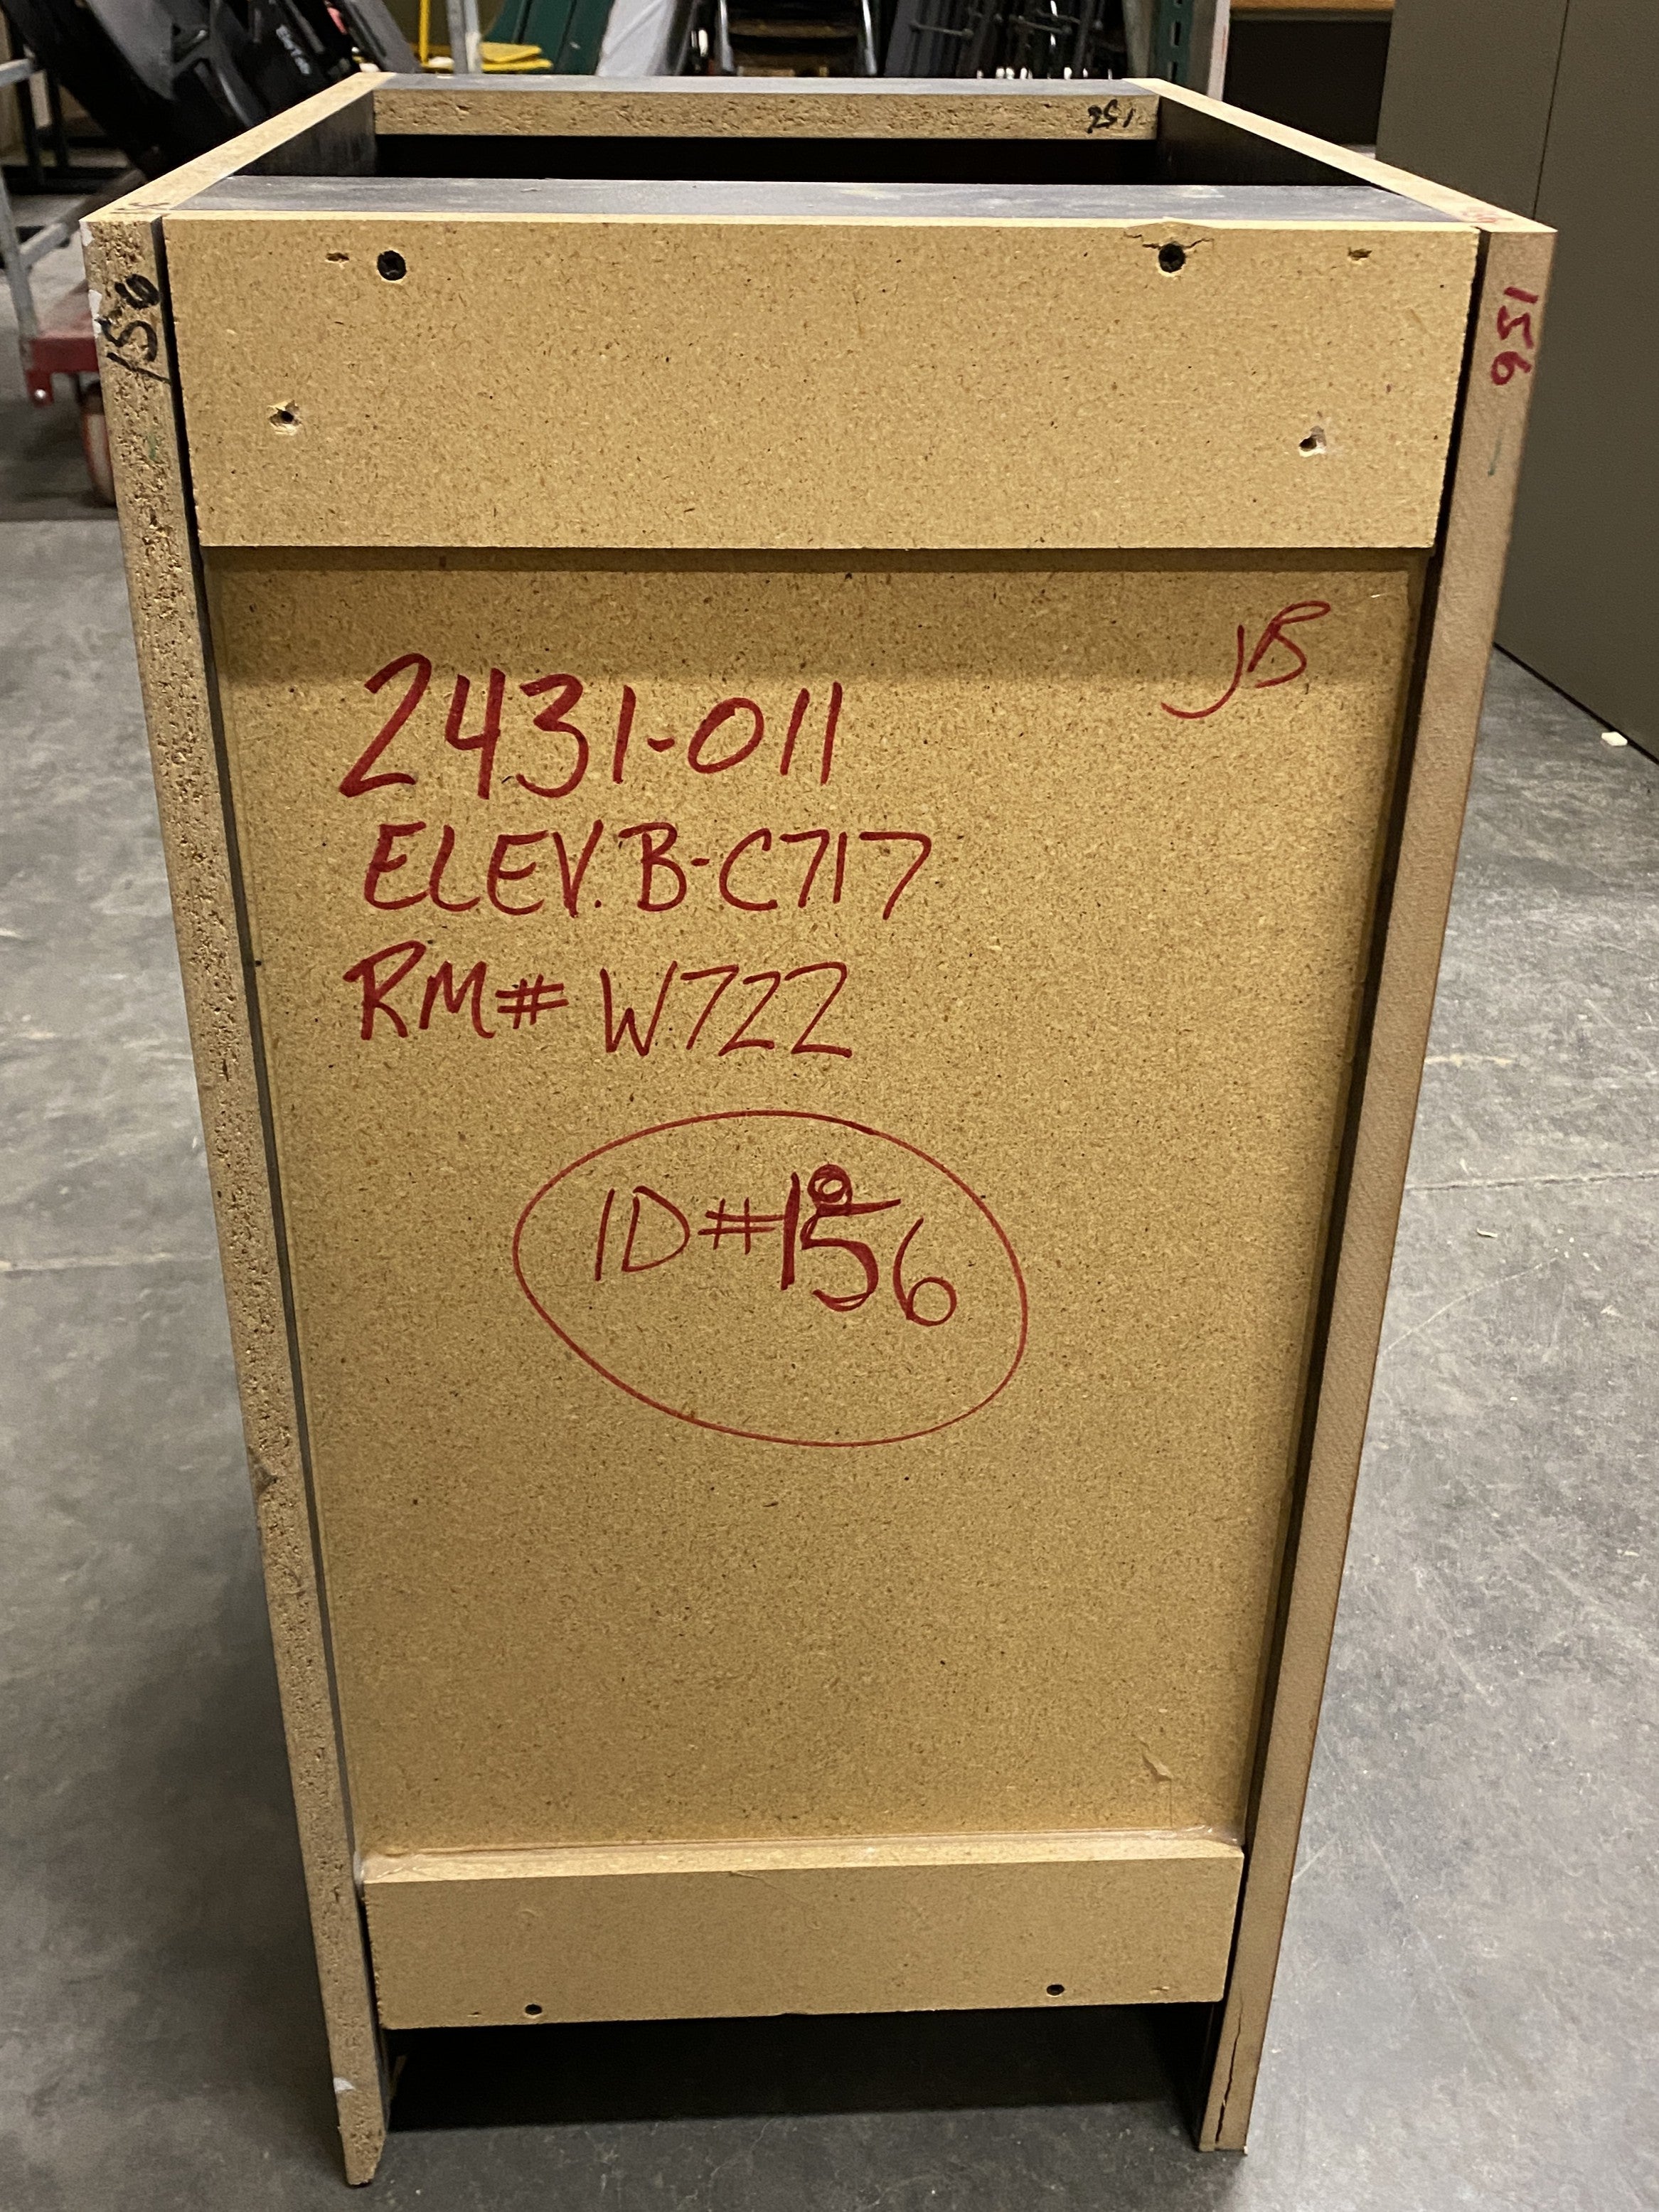 156
156
156
JB
2431-011
ELEV. B-C717
RM# W722
ID #156